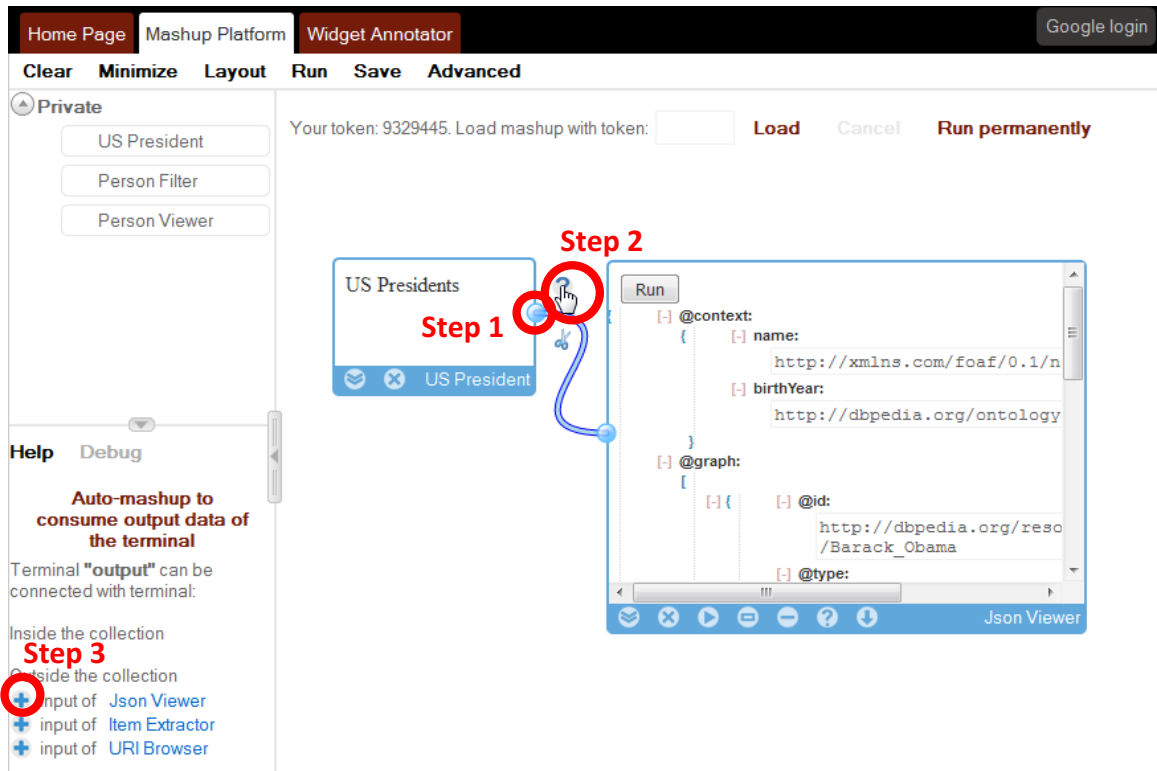 Home Page Mashup Platform Widget Annotator Google login
Clear Minimize Layout Run Save Advanced
Private
US President
Person Filter
Person Viewer
Your token: 9329445. Load mashup with token: Load Cancel Run permanently
Step 2
US Presidents
Step 1
US President
Run
[-] @context:
{ [-] name:
http://xmlns.com/foaf/0.1/n
[-] birthYear:
http://dbpedia.org/ontology
}
[-] @graph:
[
[-] { [-] @id:
http://dbpedia.org/reso
/Barack_Obama
[-] @type:
Json Viewer
Help Debug
Auto-mashup to
consume output data of
the terminal
Terminal "output" can be
connected with terminal:
Inside the collection
Step 3
Outside the collection
input of Json Viewer
input of Item Extractor
input of URI Browser